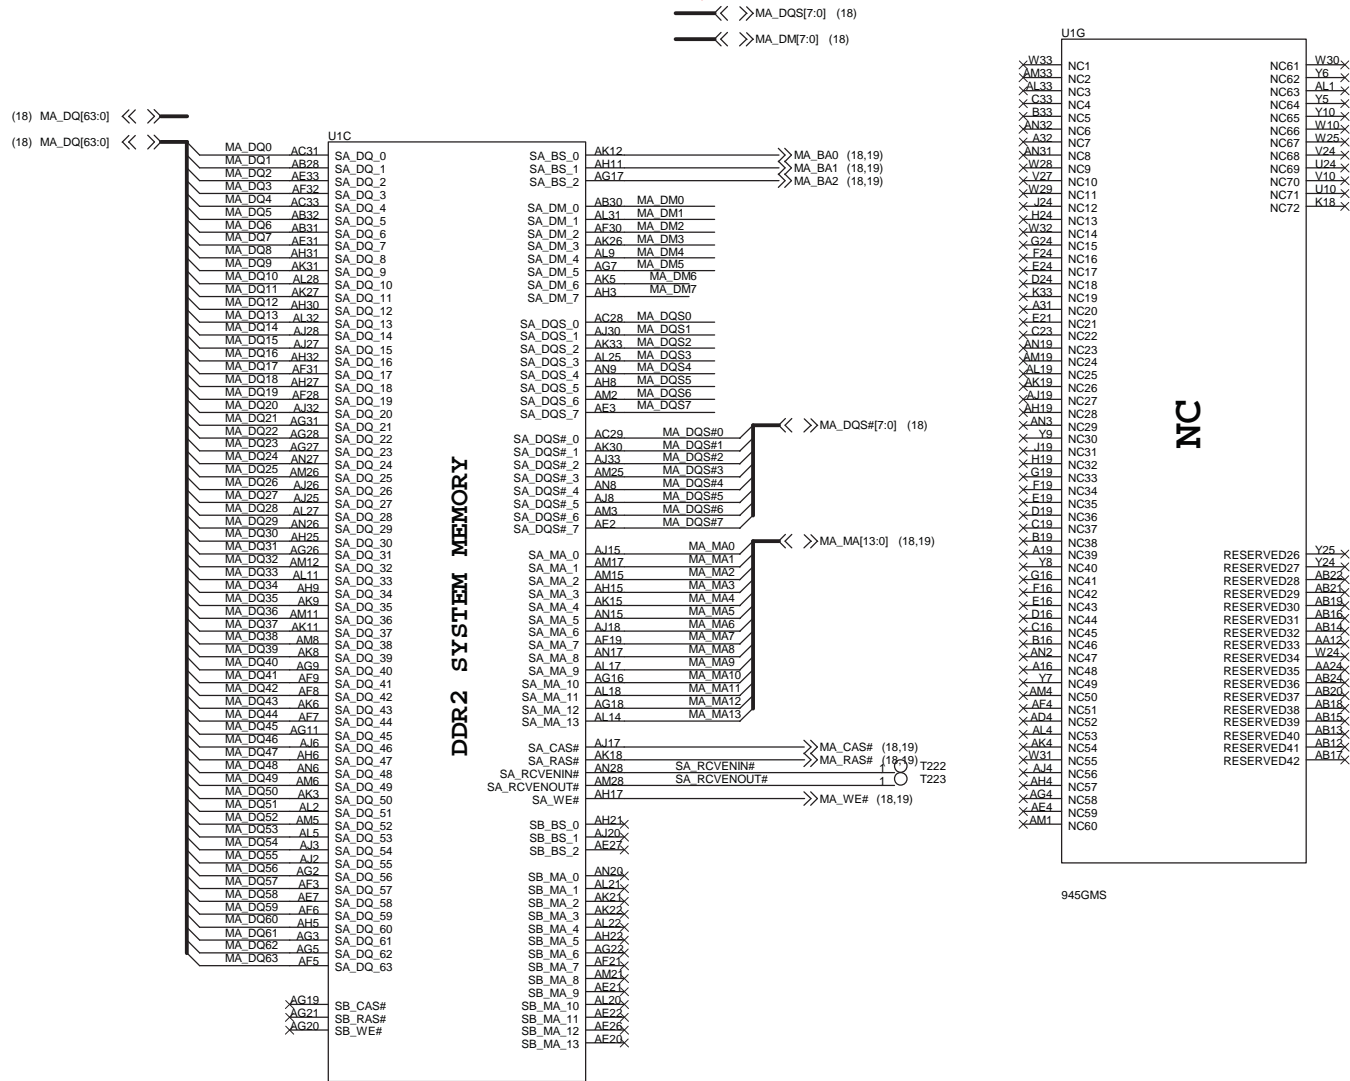 MA_DQS[7:0] (18)
MA_DM[7:0] (18)
(18) MA_DQ[63:0]
(18) MA_DQ[63:0]
U1C
MA_DQ0 AC31 SA_DQ_0
MA_DQ1 AB28 SA_DQ_1
MA_DQ2 AE33 SA_DQ_2
MA_DQ3 AF32 SA_DQ_3
MA_DQ4 AC33 SA_DQ_4
MA_DQ5 AB32 SA_DQ_5
MA_DQ6 AB31 SA_DQ_6
MA_DQ7 AE31 SA_DQ_7
MA_DQ8 AH31 SA_DQ_8
MA_DQ9 AK31 SA_DQ_9
MA_DQ10 AL28 SA_DQ_10
MA_DQ11 AK27 SA_DQ_11
MA_DQ12 AH30 SA_DQ_12
MA_DQ13 AL32 SA_DQ_13
MA_DQ14 AJ28 SA_DQ_14
MA_DQ15 AJ27 SA_DQ_15
MA_DQ16 AH32 SA_DQ_16
MA_DQ17 AF31 SA_DQ_17
MA_DQ18 AH27 SA_DQ_18
MA_DQ19 AF28 SA_DQ_19
MA_DQ20 AJ32 SA_DQ_20
MA_DQ21 AG31 SA_DQ_21
MA_DQ22 AG28 SA_DQ_22
MA_DQ23 AG27 SA_DQ_23
MA_DQ24 AN27 SA_DQ_24
MA_DQ25 AM26 SA_DQ_25
MA_DQ26 AJ26 SA_DQ_26
MA_DQ27 AJ25 SA_DQ_27
MA_DQ28 AL27 SA_DQ_28
MA_DQ29 AN26 SA_DQ_29
MA_DQ30 AH25 SA_DQ_30
MA_DQ31 AG26 SA_DQ_31
MA_DQ32 AM12 SA_DQ_32
MA_DQ33 AL11 SA_DQ_33
MA_DQ34 AH9 SA_DQ_34
MA_DQ35 AK9 SA_DQ_35
MA_DQ36 AM11 SA_DQ_36
MA_DQ37 AK11 SA_DQ_37
MA_DQ38 AM8 SA_DQ_38
MA_DQ39 AK8 SA_DQ_39
MA_DQ40 AG9 SA_DQ_40
MA_DQ41 AF9 SA_DQ_41
MA_DQ42 AF8 SA_DQ_42
MA_DQ43 AK6 SA_DQ_43
MA_DQ44 AF7 SA_DQ_44
MA_DQ45 AG11 SA_DQ_45
MA_DQ46 AJ6 SA_DQ_46
MA_DQ47 AH6 SA_DQ_47
MA_DQ48 AN6 SA_DQ_48
MA_DQ49 AM6 SA_DQ_49
MA_DQ50 AK3 SA_DQ_50
MA_DQ51 AL2 SA_DQ_51
MA_DQ52 AM5 SA_DQ_52
MA_DQ53 AL5 SA_DQ_53
MA_DQ54 AJ3 SA_DQ_54
MA_DQ55 AJ2 SA_DQ_55
MA_DQ56 AG2 SA_DQ_56
MA_DQ57 AF3 SA_DQ_57
MA_DQ58 AE7 SA_DQ_58
MA_DQ59 AF6 SA_DQ_59
MA_DQ60 AH5 SA_DQ_60
MA_DQ61 AG3 SA_DQ_61
MA_DQ62 AG5 SA_DQ_62
MA_DQ63 AF5 SA_DQ_63
AG19 SB_CAS#
AG21 SB_RAS#
AG20 SB_WE#
DDR2 SYSTEM MEMORY
SA_BS_0 AK12 MA_BA0 (18,19)
SA_BS_1 AH11 MA_BA1 (18,19)
SA_BS_2 AG17 MA_BA2 (18,19)
SA_DM_0 AB30 MA_DM0
SA_DM_1 AL31 MA_DM1
SA_DM_2 AF30 MA_DM2
SA_DM_3 AK26 MA_DM3
SA_DM_4 AL9 MA_DM4
SA_DM_5 AG7 MA_DM5
SA_DM_6 AK5 MA_DM6
SA_DM_7 AH3 MA_DM7
SA_DQS_0 AC28 MA_DQS0
SA_DQS_1 AJ30 MA_DQS1
SA_DQS_2 AK33 MA_DQS2
SA_DQS_3 AL25 MA_DQS3
SA_DQS_4 AN9 MA_DQS4
SA_DQS_5 AH8 MA_DQS5
SA_DQS_6 AM2 MA_DQS6
SA_DQS_7 AE3 MA_DQS7
MA_DQS#[7:0] (18)
SA_DQS#_0 AC29 MA_DQS#0
SA_DQS#_1 AK30 MA_DQS#1
SA_DQS#_2 AJ33 MA_DQS#2
SA_DQS#_3 AM25 MA_DQS#3
SA_DQS#_4 AN8 MA_DQS#4
SA_DQS#_5 AJ8 MA_DQS#5
SA_DQS#_6 AM3 MA_DQS#6
SA_DQS#_7 AE2 MA_DQS#7
MA_MA[13:0] (18,19)
SA_MA_0 AJ15 MA_MA0
SA_MA_1 AM17 MA_MA1
SA_MA_2 AM15 MA_MA2
SA_MA_3 AH15 MA_MA3
SA_MA_4 AK15 MA_MA4
SA_MA_5 AN15 MA_MA5
SA_MA_6 AJ18 MA_MA6
SA_MA_7 AF19 MA_MA7
SA_MA_8 AN17 MA_MA8
SA_MA_9 AL17 MA_MA9
SA_MA_10 AG16 MA_MA10
SA_MA_11 AL18 MA_MA11
SA_MA_12 AG18 MA_MA12
SA_MA_13 AL14 MA_MA13
SA_CAS# AJ17 MA_CAS# (18,19)
SA_RAS# AK18 MA_RAS# (18,19)
SA_RCVENIN# AN28 SA_RCVENIN# 1 T222
SA_RCVENOUT# AM28 SA_RCVENOUT# 1 T223
SA_WE# AH17 MA_WE# (18,19)
SB_BS_0 AH21
SB_BS_1 AJ20
SB_BS_2 AE27
SB_MA_0 AN20
SB_MA_1 AL21
SB_MA_2 AK21
SB_MA_3 AK22
SB_MA_4 AL22
SB_MA_5 AH22
SB_MA_6 AG22
SB_MA_7 AF21
SB_MA_8 AM21
SB_MA_9 AE21
SB_MA_10 AL20
SB_MA_11 AE22
SB_MA_12 AE26
SB_MA_13 AE20
U1G
W33 NC1
AM33 NC2
AL33 NC3
C33 NC4
B33 NC5
AN32 NC6
A32 NC7
AN31 NC8
W28 NC9
V27 NC10
W29 NC11
J24 NC12
H24 NC13
W32 NC14
G24 NC15
F24 NC16
E24 NC17
D24 NC18
K33 NC19
A31 NC20
E21 NC21
C23 NC22
AN19 NC23
AM19 NC24
AL19 NC25
AK19 NC26
AJ19 NC27
AH19 NC28
AN3 NC29
Y9 NC30
J19 NC31
H19 NC32
G19 NC33
F19 NC34
E19 NC35
D19 NC36
C19 NC37
B19 NC38
A19 NC39
Y8 NC40
G16 NC41
F16 NC42
E16 NC43
D16 NC44
C16 NC45
B16 NC46
AN2 NC47
A16 NC48
Y7 NC49
AM4 NC50
AF4 NC51
AD4 NC52
AL4 NC53
AK4 NC54
W31 NC55
AJ4 NC56
AH4 NC57
AG4 NC58
AE4 NC59
AM1 NC60
NC
NC61 W30
NC62 Y6
NC63 AL1
NC64 Y5
NC65 Y10
NC66 W10
NC67 W25
NC68 V24
NC69 U24
NC70 V10
NC71 U10
NC72 K18
RESERVED26 Y25
RESERVED27 Y24
RESERVED28 AB22
RESERVED29 AB21
RESERVED30 AB19
RESERVED31 AB16
RESERVED32 AB14
RESERVED33 AA12
RESERVED34 W24
RESERVED35 AA24
RESERVED36 AB24
RESERVED37 AB20
RESERVED38 AB18
RESERVED39 AB15
RESERVED40 AB13
RESERVED41 AB12
RESERVED42 AB17
945GMS